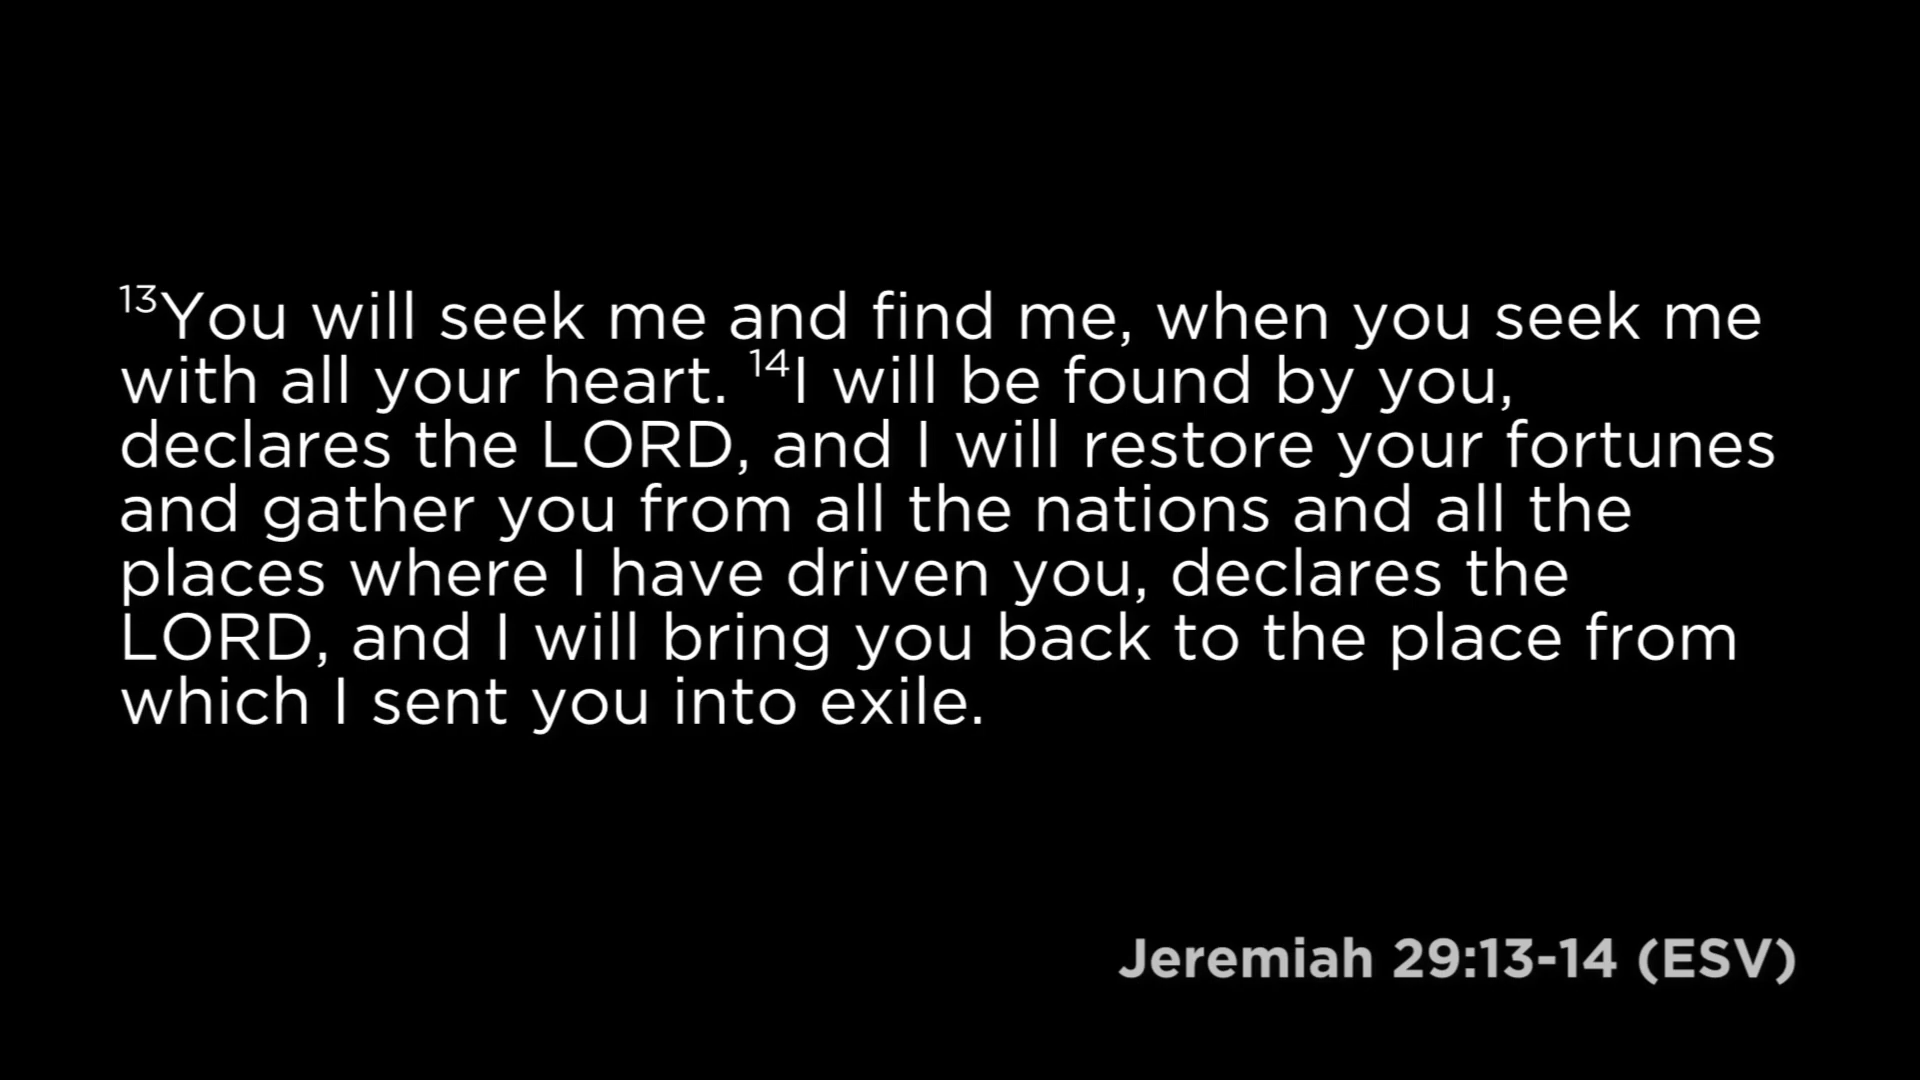 ¹³You will seek me and find me, when you seek me
with all your heart. ¹⁴I will be found by you,
declares the LORD, and I will restore your fortunes
and gather you from all the nations and all the
places where I have driven you, declares the
LORD, and I will bring you back to the place from
which I sent you into exile.
Jeremiah 29:13-14 (ESV)